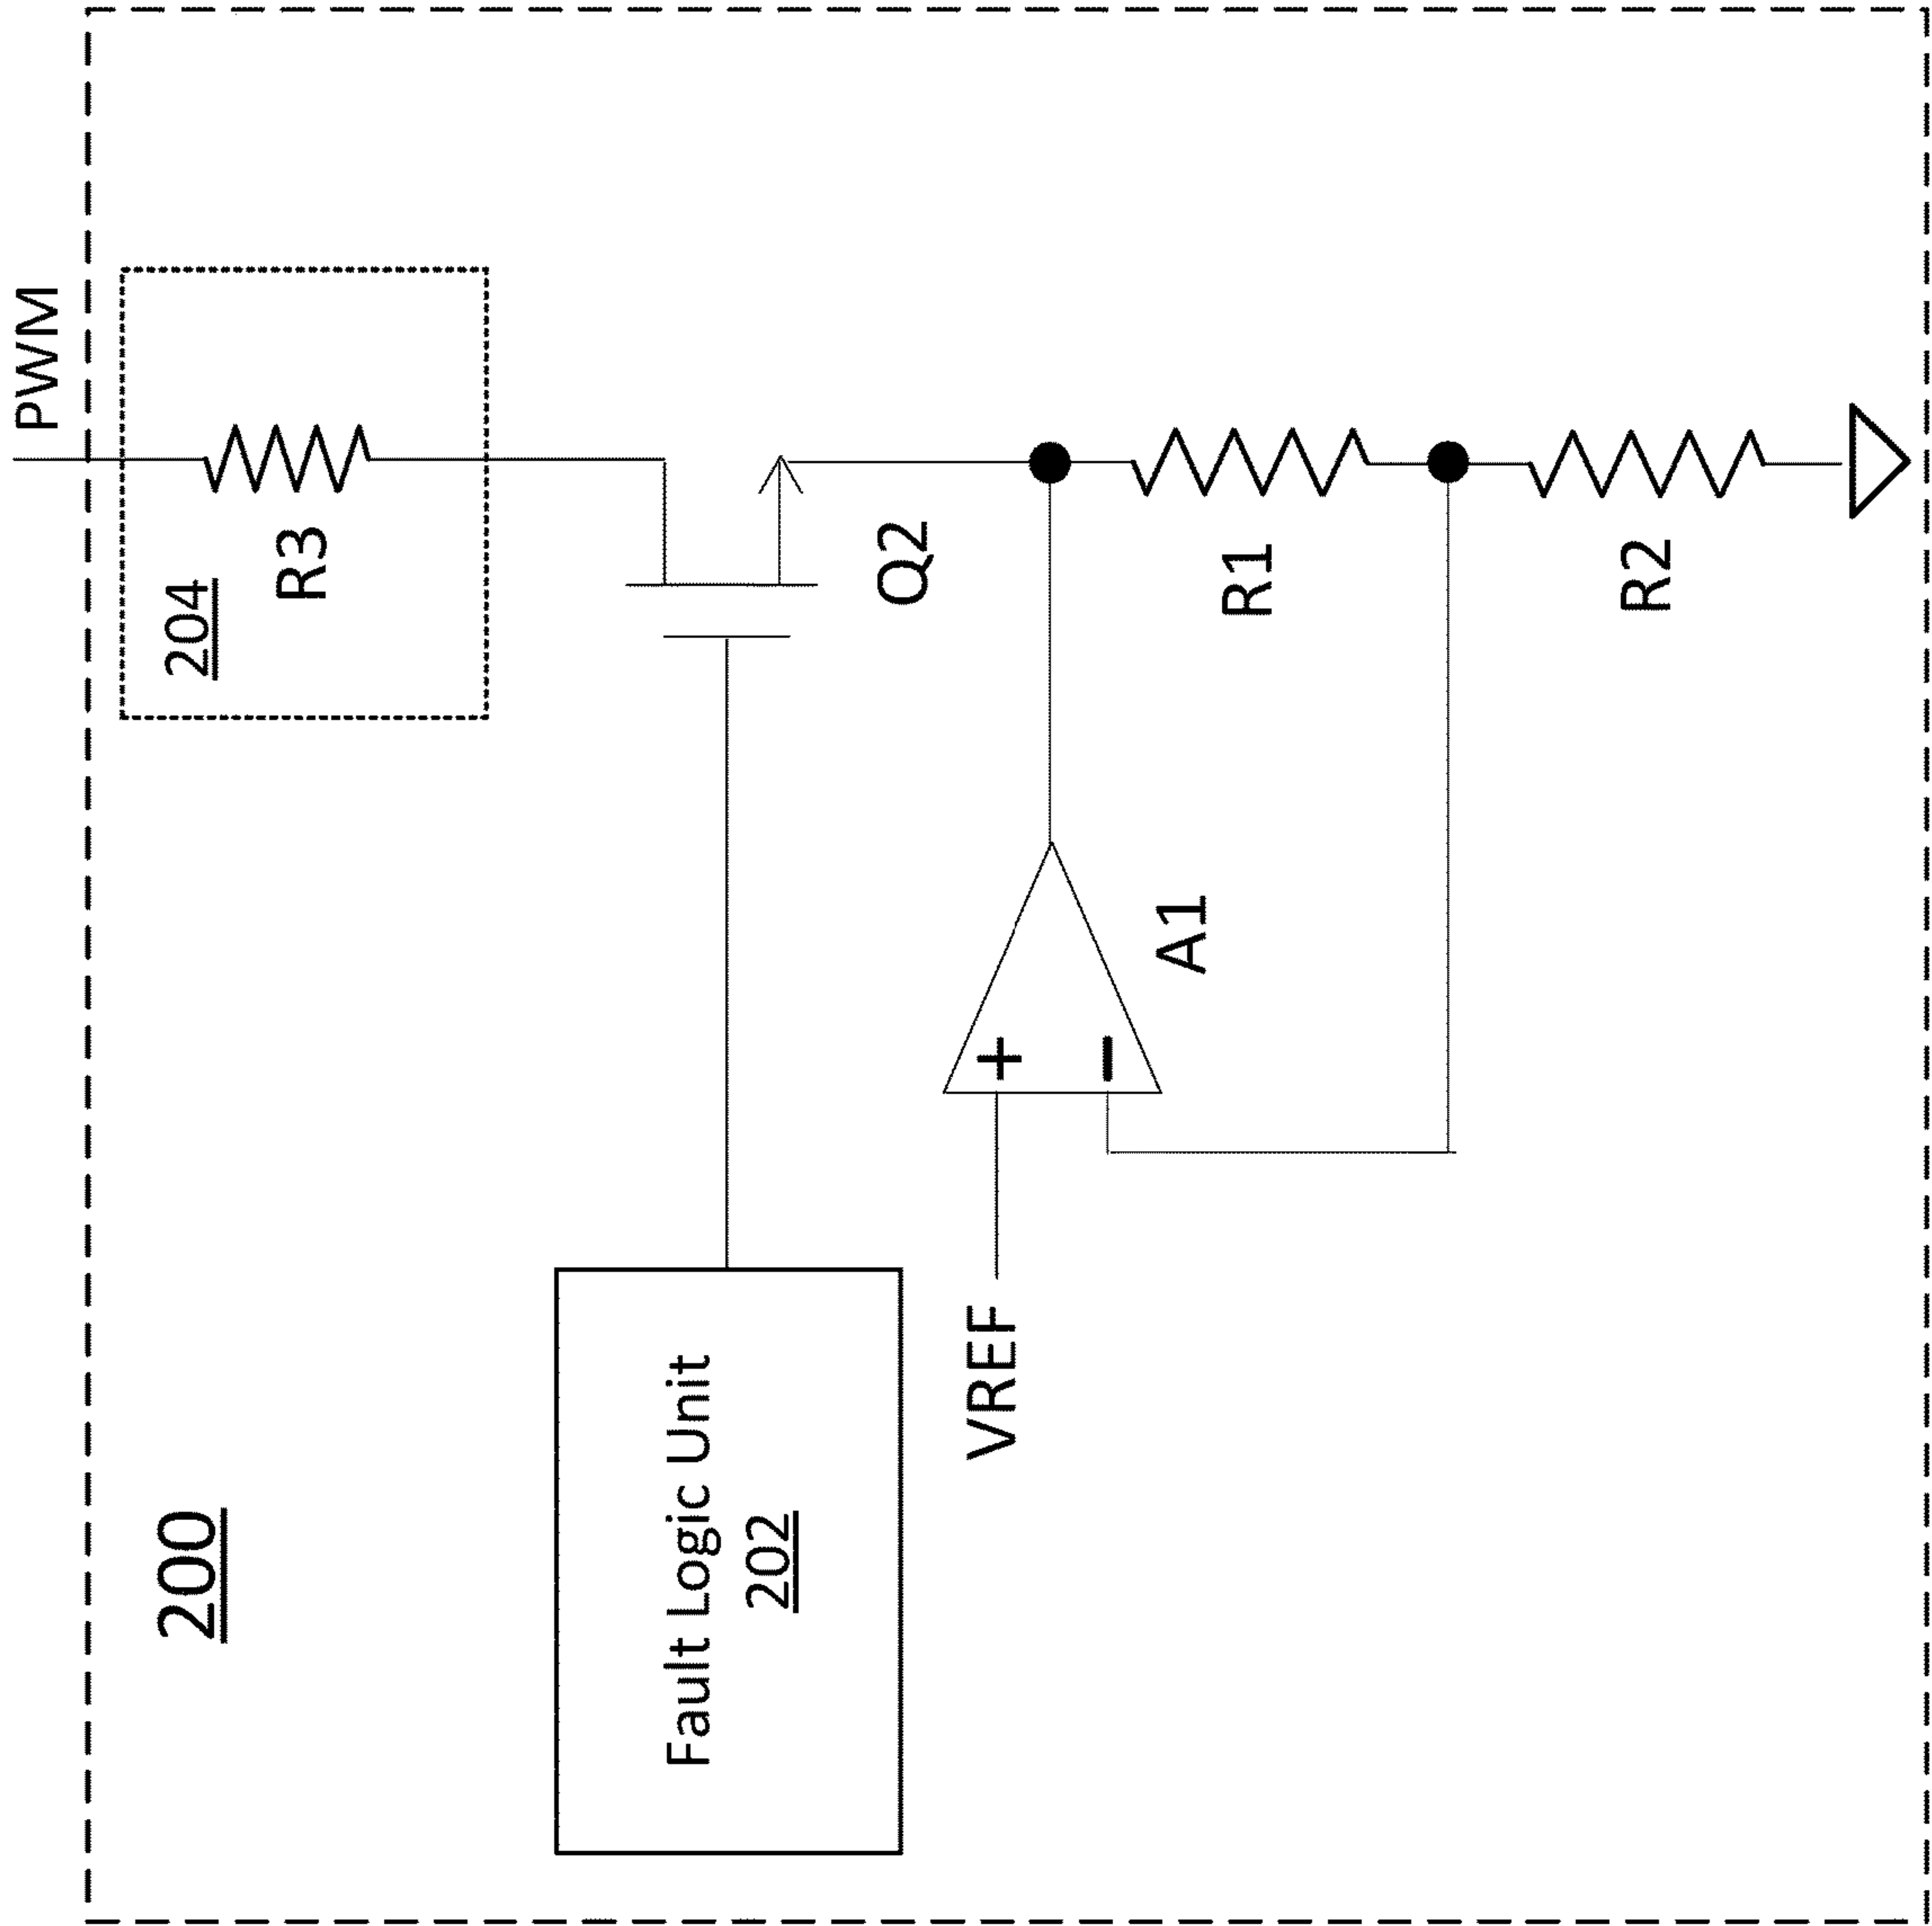 PWM
204
R3
Q2
200
Fault Logic Unit
202
VREF
+
−
A1
R1
R2